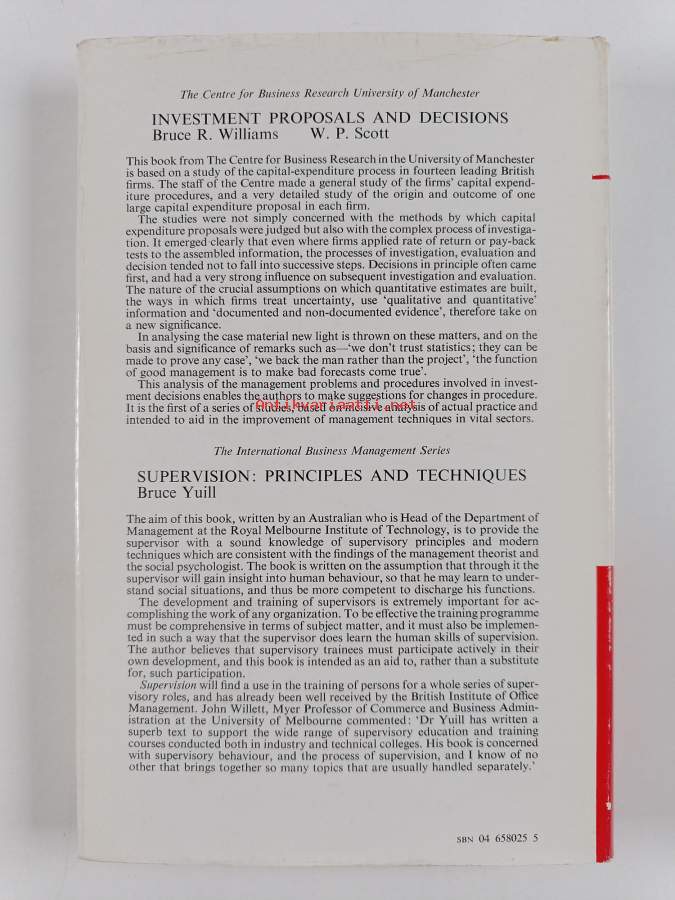 The Centre for Business Research University of Manchester
INVESTMENT PROPOSALS AND DECISIONS
Bruce R. Williams W. P. Scott
This book from The Centre for Business Research in the University of Manchester
is based on a study of the capital-expenditure process in fourteen leading British
firms. The staff of the Centre made a general study of the firms' capital expend-
iture procedures, and a very detailed study of the origin and outcome of one
large capital expenditure proposal in each firm.
The studies were not simply concerned with the methods by which capital
expenditure proposals were judged but also with the complex process of investiga-
tion. It emerged clearly that even where firms applied rate of return or pay-back
tests to the assembled information, the processes of investigation, evaluation and
decision tended not to fall into successive steps. Decisions in principle often came
first, and had a very strong influence on subsequent investigation and evaluation.
The nature of the crucial assumptions on which quantitative estimates are built,
the ways in which firms treat uncertainty, use 'qualitative and quantitative'
information and 'documented and non-documented evidence', therefore take on
a new significance.
In analysing the case material new light is thrown on these matters, and on the
basis and significance of remarks such as—'we don't trust statistics; they can be
made to prove any case', 'we back the man rather than the project', 'the function
of good management is to make bad forecasts come true'.
This analysis of the management problems and procedures involved in invest-
ment decisions enables the authors to make suggestions for changes in procedure.
It is the first of a series of studies, based on incisive analysis of actual practice and
Antikvariaatti.net
intended to aid in the improvement of management techniques in vital sectors.
The International Business Management Series
SUPERVISION: PRINCIPLES AND TECHNIQUES
Bruce Yuill
The aim of this book, written by an Australian who is Head of the Department of
Management at the Royal Melbourne Institute of Technology, is to provide the
supervisor with a sound knowledge of supervisory principles and modern
techniques which are consistent with the findings of the management theorist and
the social psychologist. The book is written on the assumption that through it the
supervisor will gain insight into human behaviour, so that he may learn to under-
stand social situations, and thus be more competent to discharge his functions.
The development and training of supervisors is extremely important for ac-
complishing the work of any organization. To be effective the training programme
must be comprehensive in terms of subject matter, and it must also be implemen-
ted in such a way that the supervisor does learn the human skills of supervision.
The author believes that supervisory trainees must participate actively in their
own development, and this book is intended as an aid to, rather than a substitute
for, such participation.
Supervision will find a use in the training of persons for a whole series of super-
visory roles, and has already been well received by the British Institute of Office
Management. John Willett, Myer Professor of Commerce and Business Admin-
istration at the University of Melbourne commented: 'Dr Yuill has written a
superb text to support the wide range of supervisory education and training
courses conducted both in industry and technical colleges. His book is concerned
with supervisory behaviour, and the process of supervision, and I know of no
other that brings together so many topics that are usually handled separately.'
SBN 04 658025 5